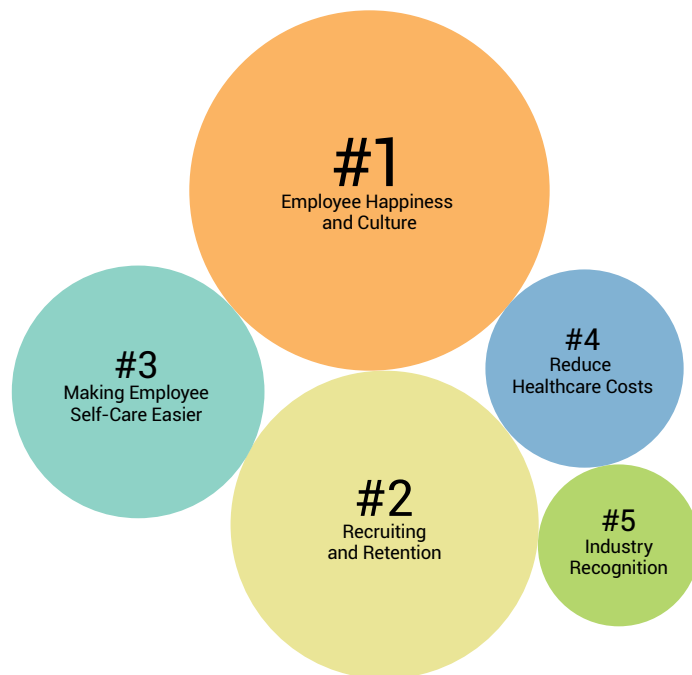 #1
Employee Happiness
and Culture
#3
Making Employee
Self-Care Easier
#4
Reduce
Healthcare Costs
#2
Recruiting
and Retention
#5
Industry
Recognition